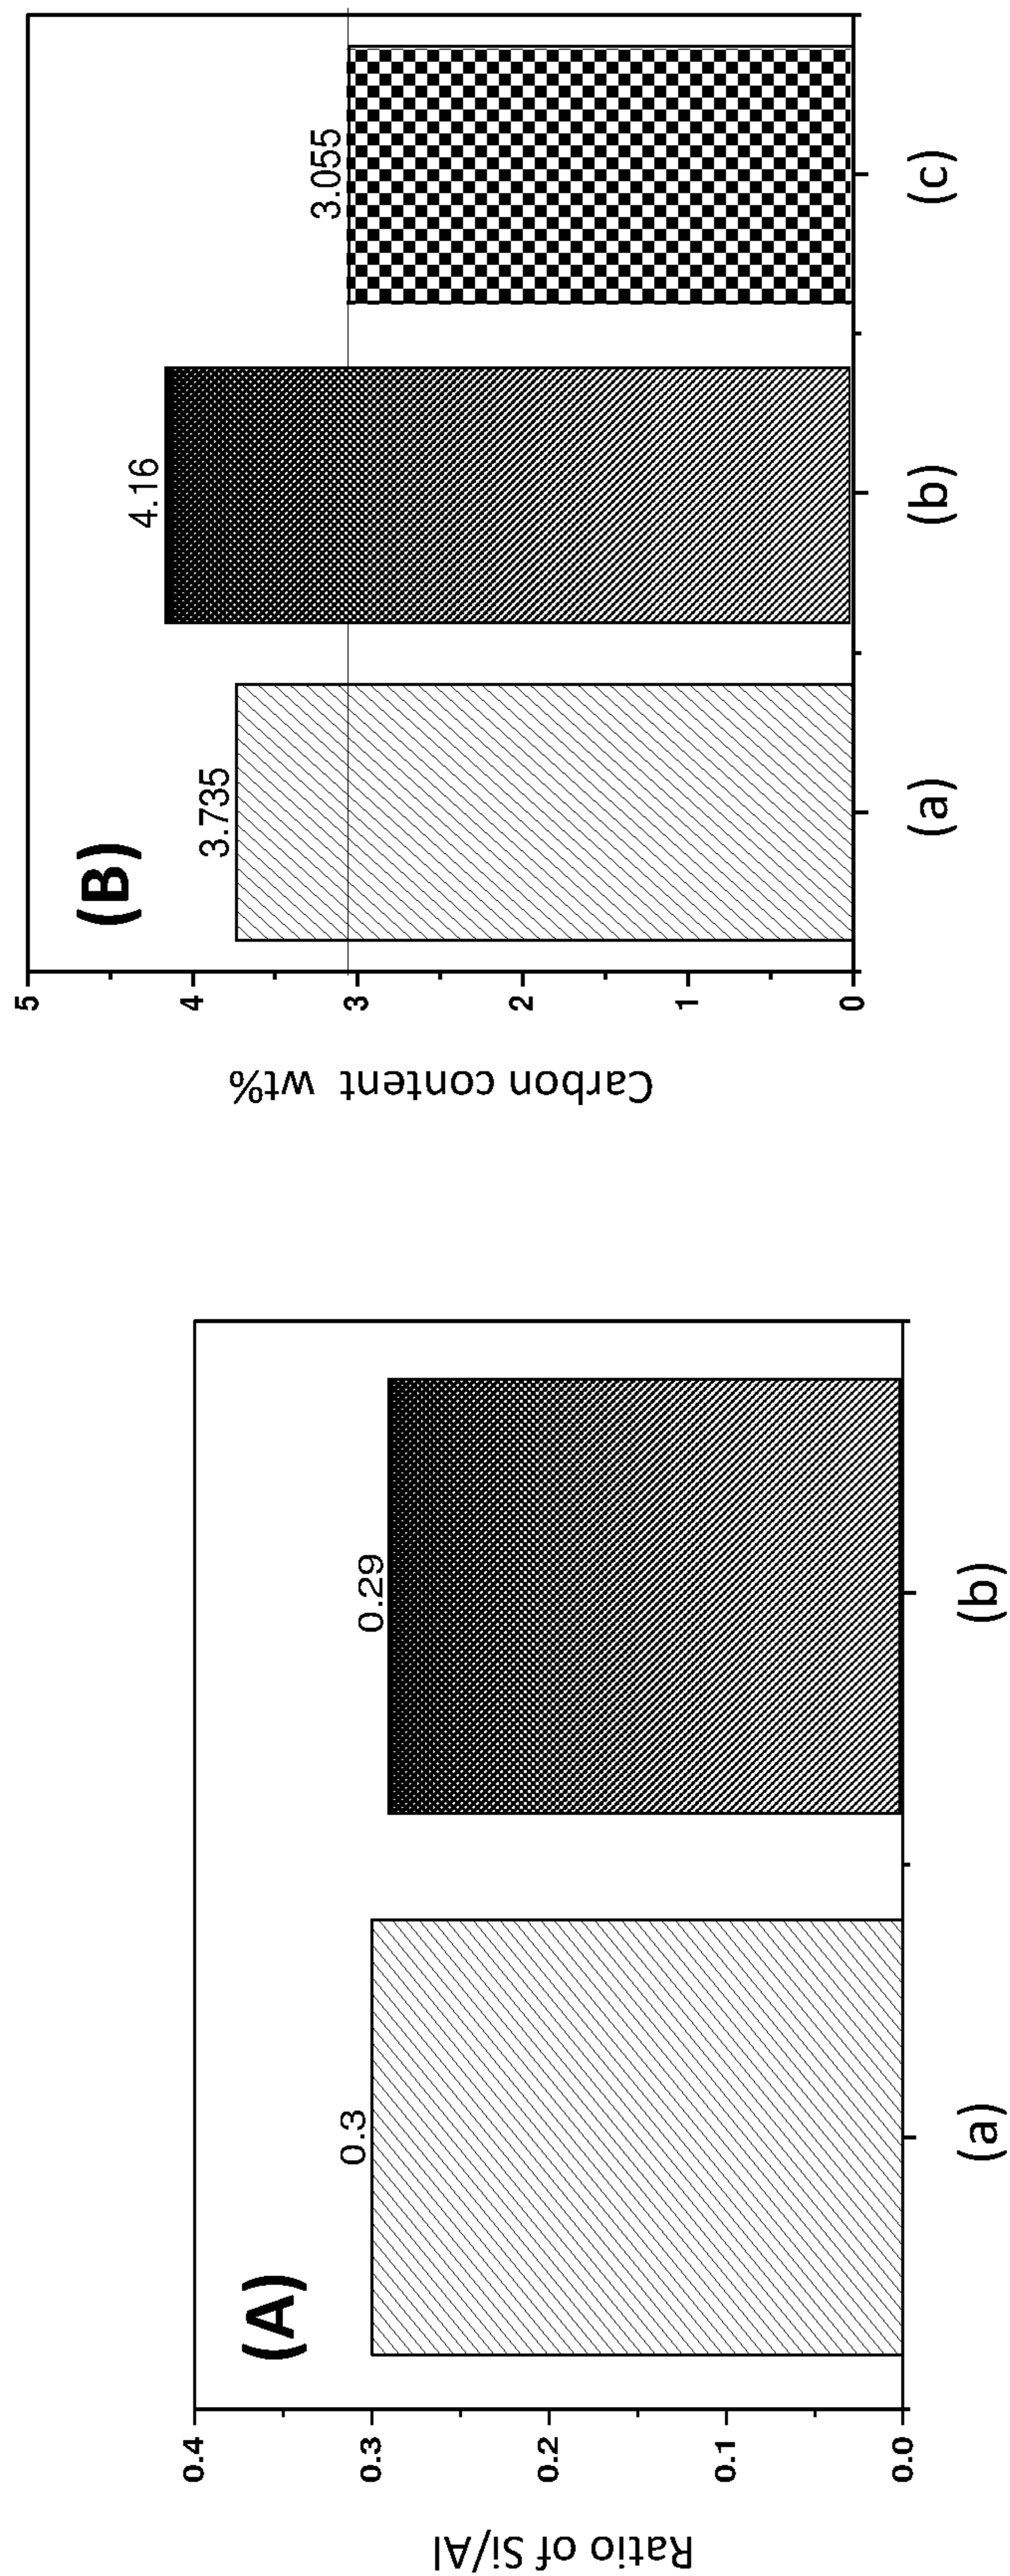 (A)
Ratio of Si/Al
0.4
0.3
0.2
0.1
0.0
0.3
0.29
(a)
(b)
(B)
Carbon content wt%
5
4
3
2
1
0
3.735
4.16
3.055
(a)
(b)
(c)